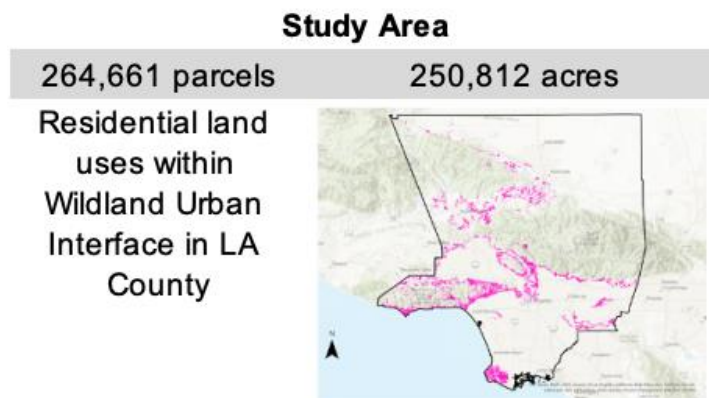 Study Area
264,661 parcels 250,812 acres
Residential land
uses within
Wildland Urban
Interface in LA
County
N